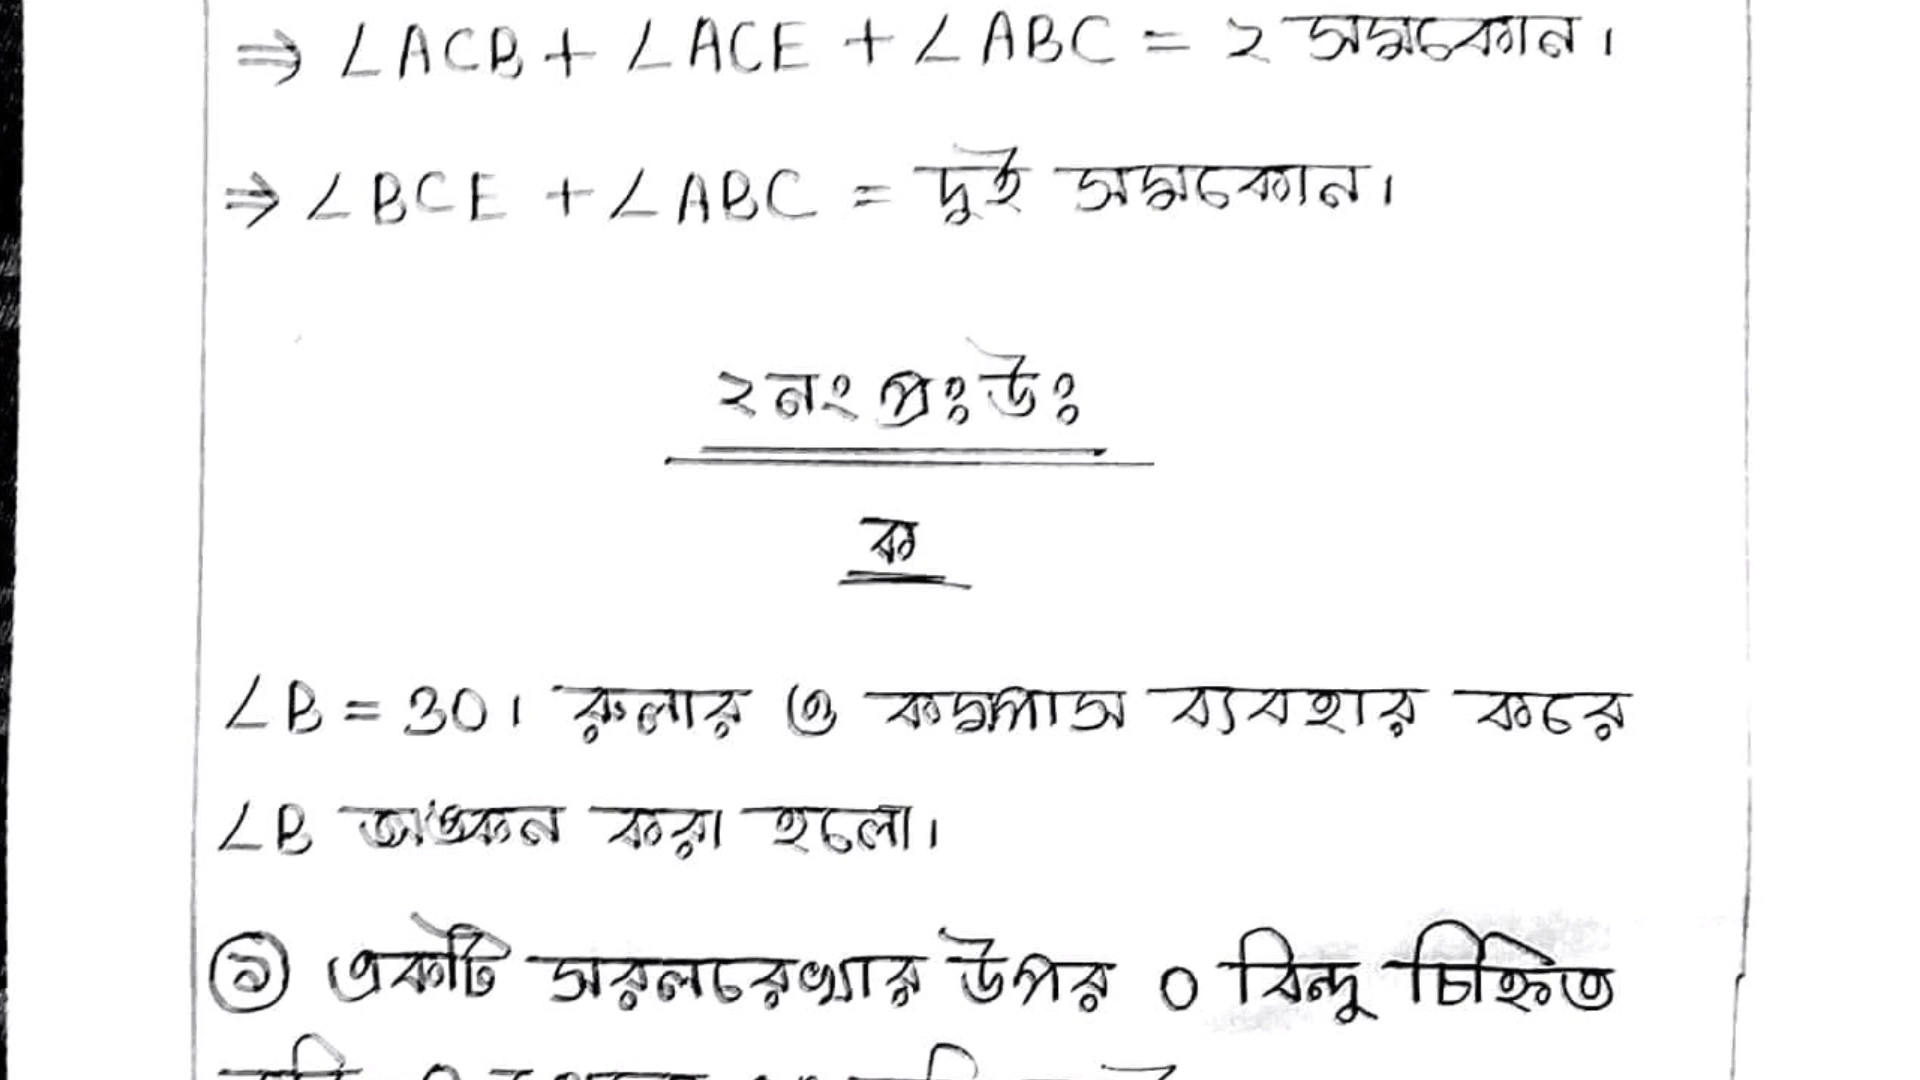 ⇒ ∠ACB + ∠ACE + ∠ABC = ২ সমকোন।
⇒ ∠BCE + ∠ABC = দুই সমকোন।
২নং প্রঃউঃ
ক
∠B = 30। রুলার ও কম্পাস ব্যবহার করে
∠B অঙ্কন করা হলো।
① একটি সরলরেখার উপর O বিন্দু চিহ্নিত